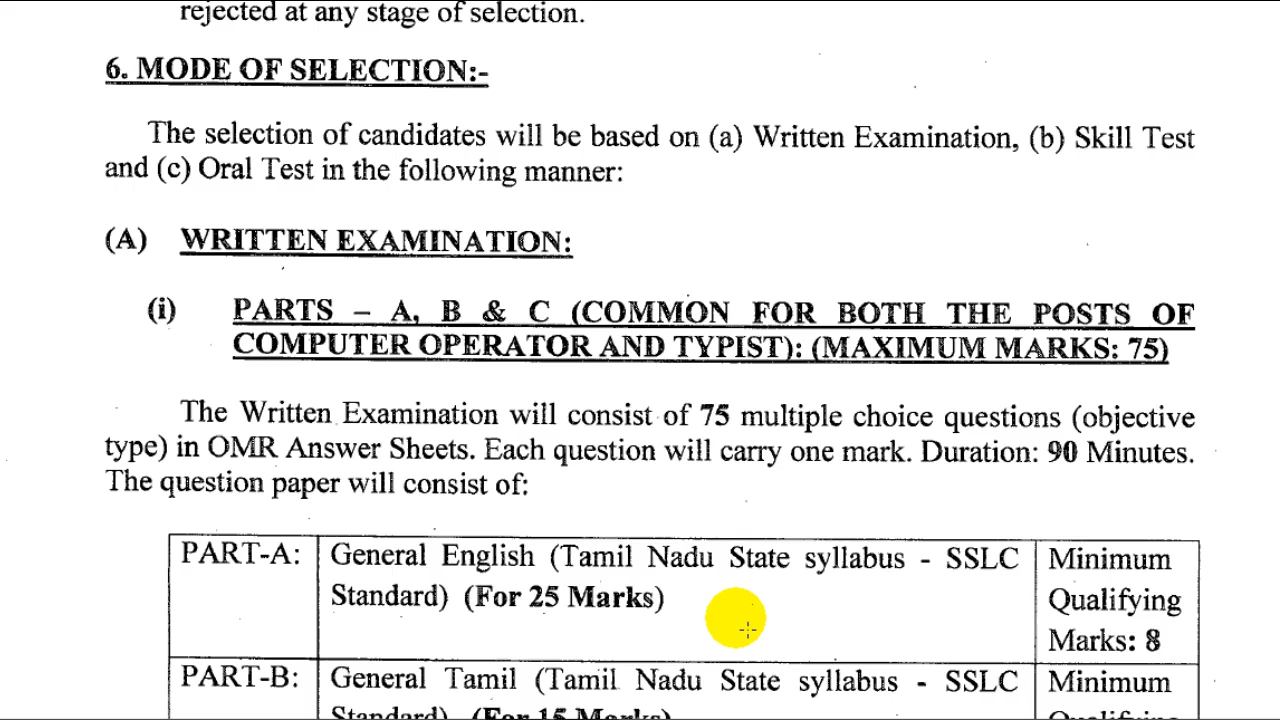 rejected at any stage of selection.
6. MODE OF SELECTION:-
The selection of candidates will be based on (a) Written Examination, (b) Skill Test
and (c) Oral Test in the following manner:
(A) WRITTEN EXAMINATION:
(i) PARTS – A, B & C (COMMON FOR BOTH THE POSTS OF
COMPUTER OPERATOR AND TYPIST): (MAXIMUM MARKS: 75)
The Written Examination will consist of 75 multiple choice questions (objective
type) in OMR Answer Sheets. Each question will carry one mark. Duration: 90 Minutes.
The question paper will consist of:
PART-A: General English (Tamil Nadu State syllabus - SSLC Minimum
Standard) (For 25 Marks) Qualifying
Marks: 8
PART-B: General Tamil (Tamil Nadu State syllabus - SSLC Minimum
Standard) (For 15 Marks) Qualifying